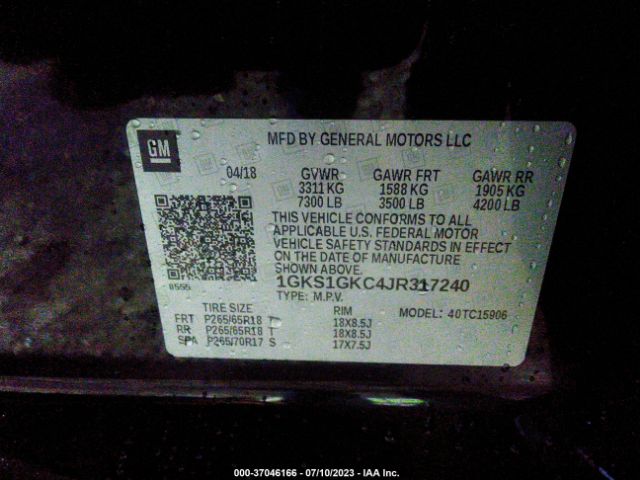 GM
MFD BY GENERAL MOTORS LLC
04/18 GVWR GAWR FRT GAWR RR
3311 KG 1588 KG 1905 KG
7300 LB 3500 LB 4200 LB
THIS VEHICLE CONFORMS TO ALL
APPLICABLE U.S. FEDERAL MOTOR
VEHICLE SAFETY STANDARDS IN EFFECT
ON THE DATE OF MANUFACTURE
SHOWN ABOVE.
8555 1GKS1GKC4JR317240
TYPE: M.P.V.
TIRE SIZE RIM MODEL: 40TC15906
FRT P265/65R18 T 18X8.5J
RR P265/65R18 T 18X8.5J
SPA P265/70R17 S 17X7.5J
000-37046166 — 07/10/2023 — IAA Inc.